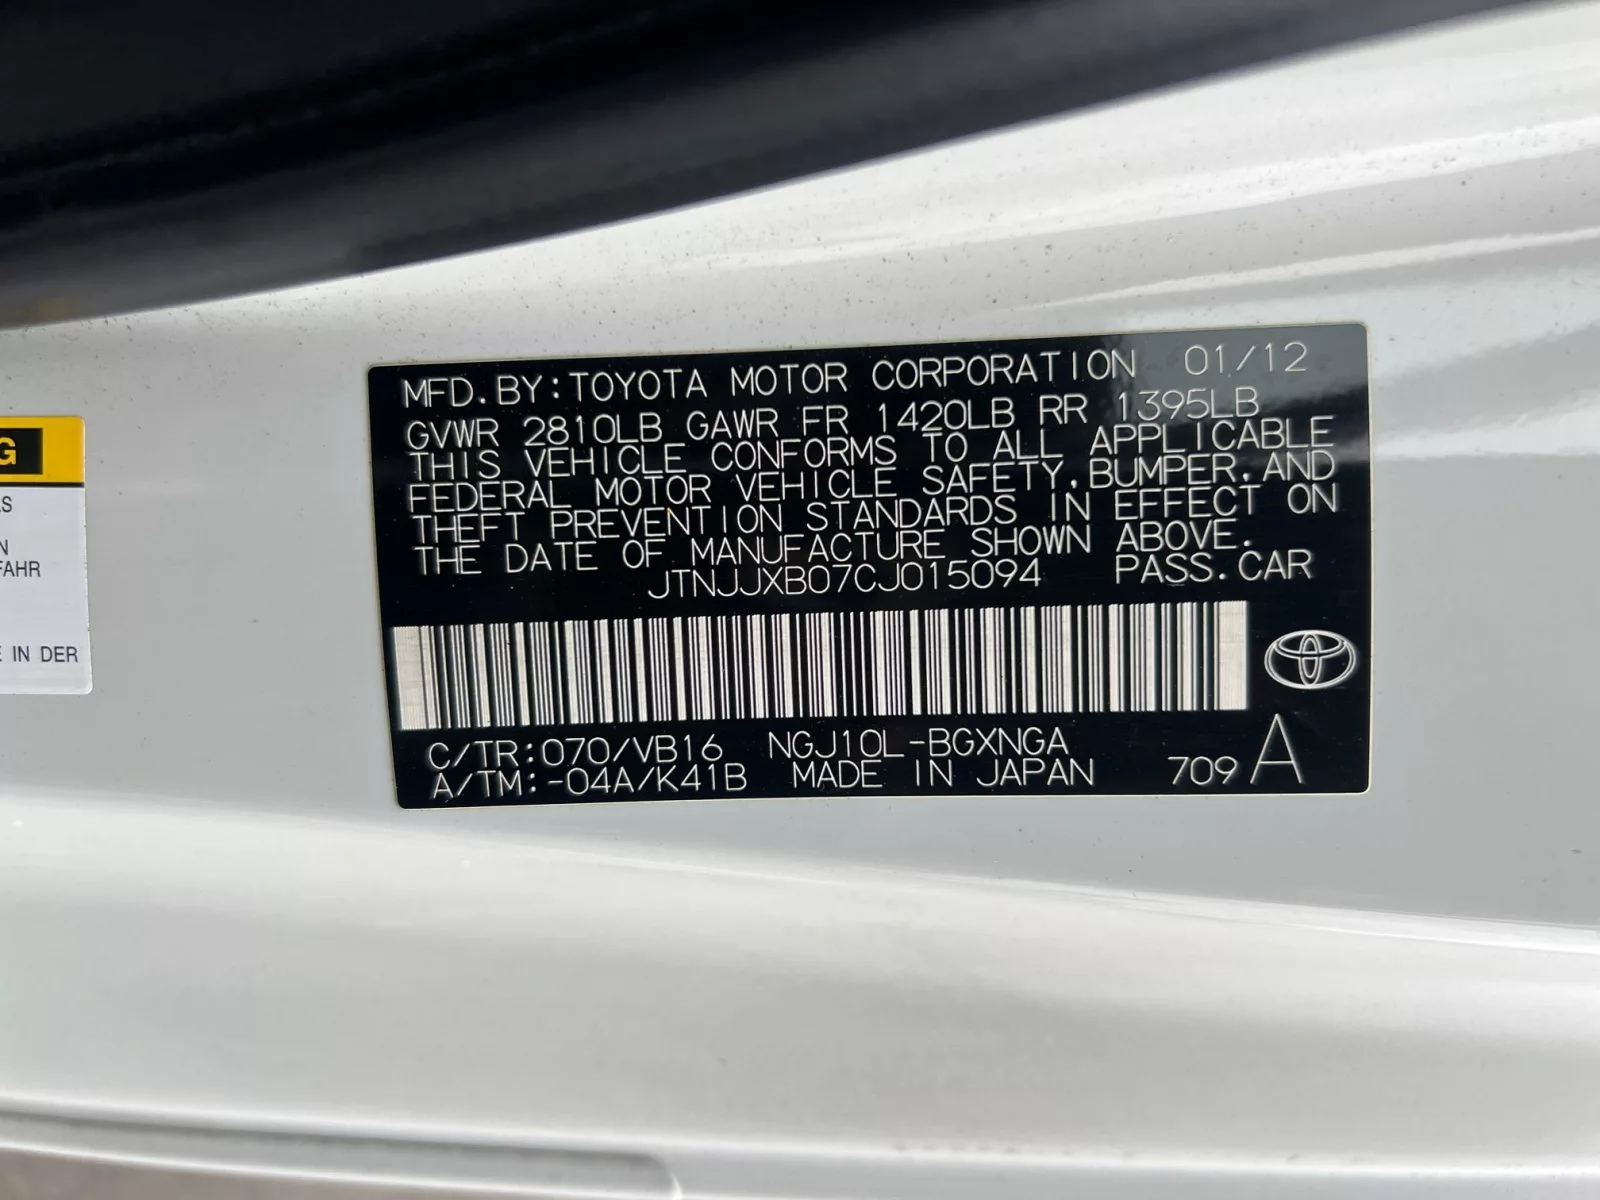 MFD.BY:TOYOTA MOTOR CORPORATION 01/12
GVWR 2810LB GAWR FR 1420LB RR 1395LB
THIS VEHICLE CONFORMS TO ALL APPLICABLE
FEDERAL MOTOR VEHICLE SAFETY,BUMPER,AND
THEFT PREVENTION STANDARDS IN EFFECT ON
THE DATE OF MANUFACTURE SHOWN ABOVE.
JTNJJXB07CJ015094 PASS.CAR
C/TR:070/VB16 NGJ10L-BGXNGA
A/TM:-04A/K41B MADE IN JAPAN 709 A
G
AS
N
FAHR
E IN DER